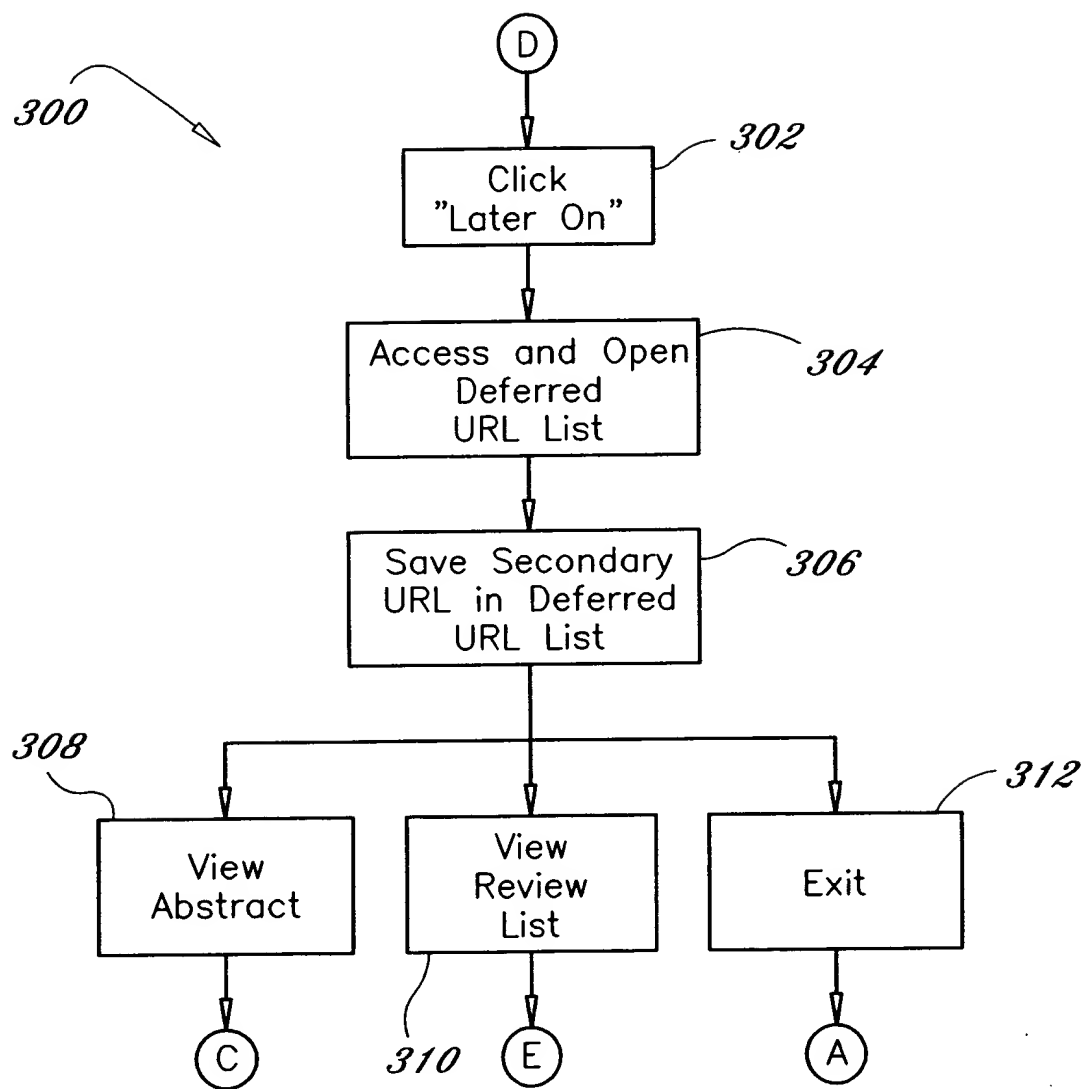 D
300
302
Click
"Later On"
304
Access and Open
Deferred
URL List
306
Save Secondary
URL in Deferred
URL List
308
312
View
Abstract
View
Review
List
Exit
310
C
E
A